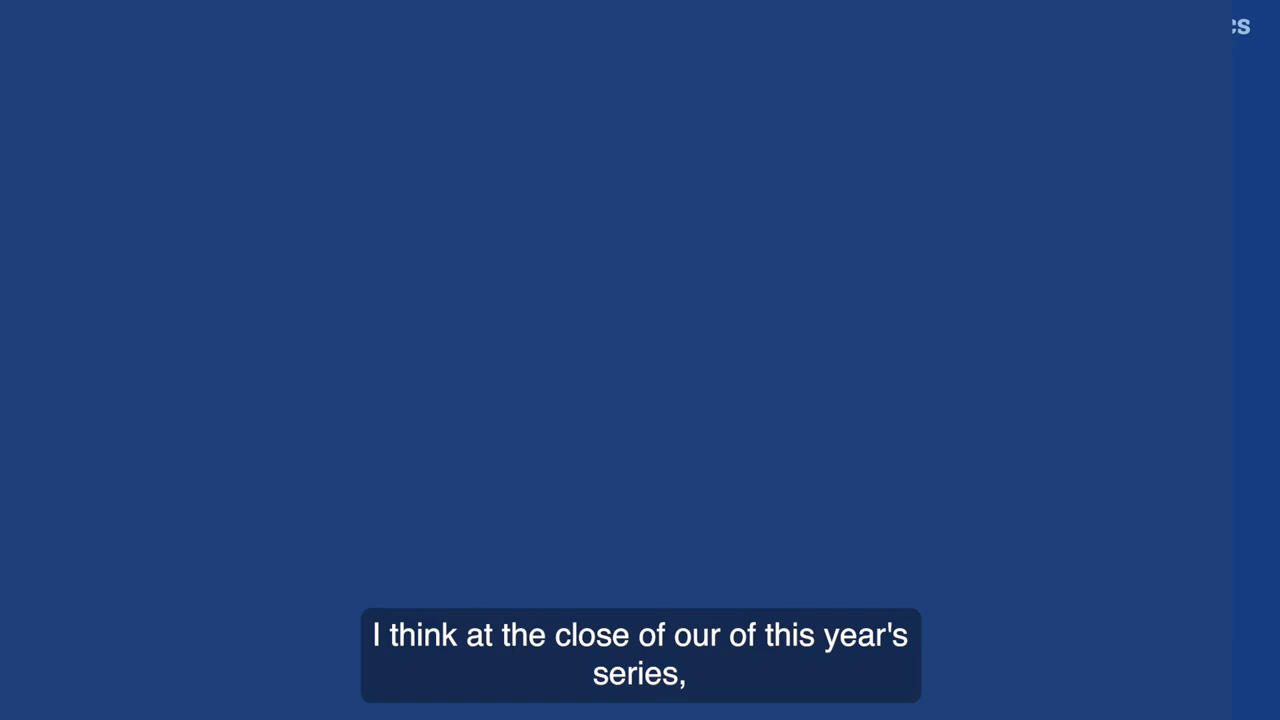 I think at the close of our of this year's
series,